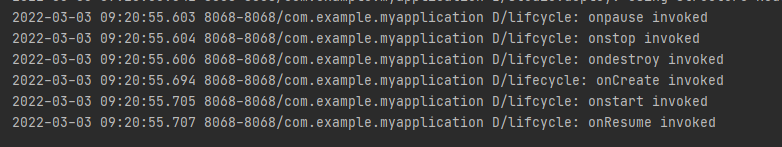 2022-03-03 09:20:55.603 8068-8068/com.example.myapplication D/lifcycle: onpause invoked
2022-03-03 09:20:55.604 8068-8068/com.example.myapplication D/lifcycle: onstop invoked
2022-03-03 09:20:55.606 8068-8068/com.example.myapplication D/lifcycle: ondestroy invoked
2022-03-03 09:20:55.694 8068-8068/com.example.myapplication D/lifecycle: onCreate invoked
2022-03-03 09:20:55.705 8068-8068/com.example.myapplication D/lifcycle: onstart invoked
2022-03-03 09:20:55.707 8068-8068/com.example.myapplication D/lifcycle: onResume invoked